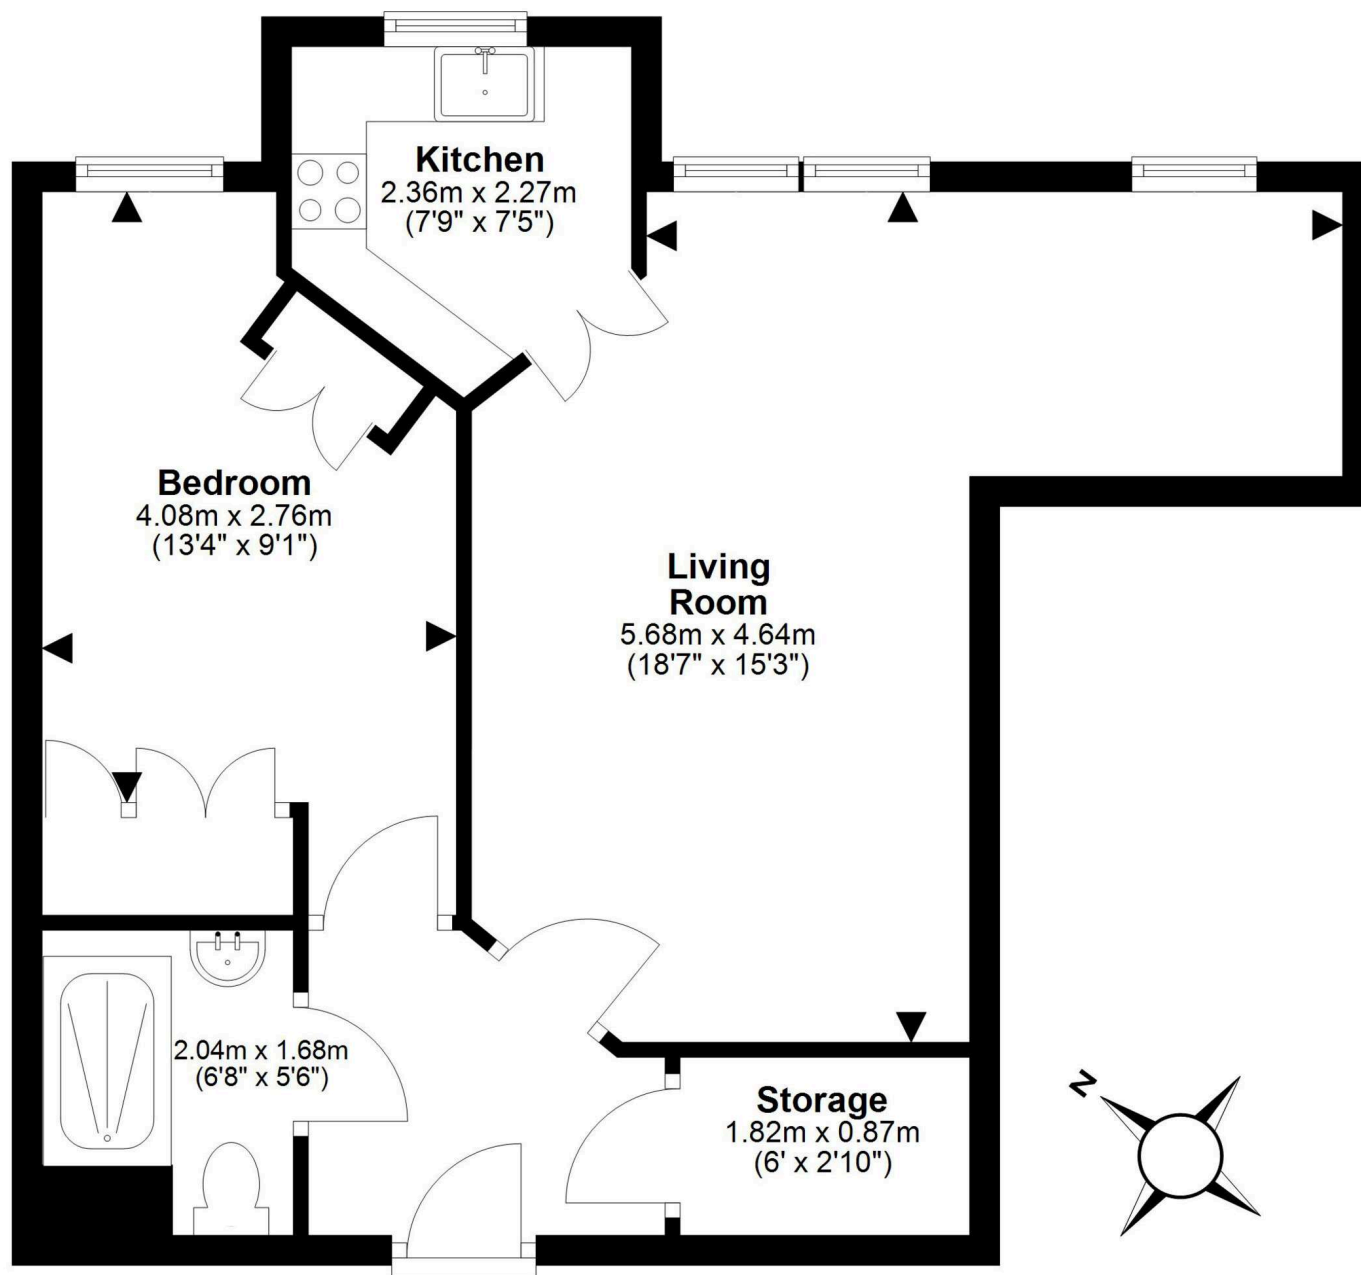 Kitchen
2.36m x 2.27m
(7'9" x 7'5")
Bedroom
4.08m x 2.76m
(13'4" x 9'1")
Living
Room
5.68m x 4.64m
(18'7" x 15'3")
2.04m x 1.68m
(6'8" x 5'6")
Storage
1.82m x 0.87m
(6' x 2'10")
N